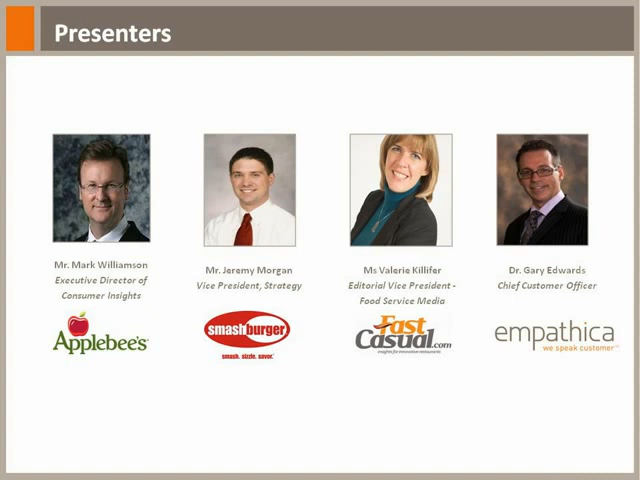 Presenters
Mr. Mark Williamson
Executive Director of
Consumer Insights
Applebee's
Mr. Jeremy Morgan
Vice President, Strategy
smashburger
smash. sizzle. savor.
Ms Valerie Killifer
Editorial Vice President -
Food Service Media
Fast
Casual.com
insights for innovative restaurants
Dr. Gary Edwards
Chief Customer Officer
empathica
we speak customer